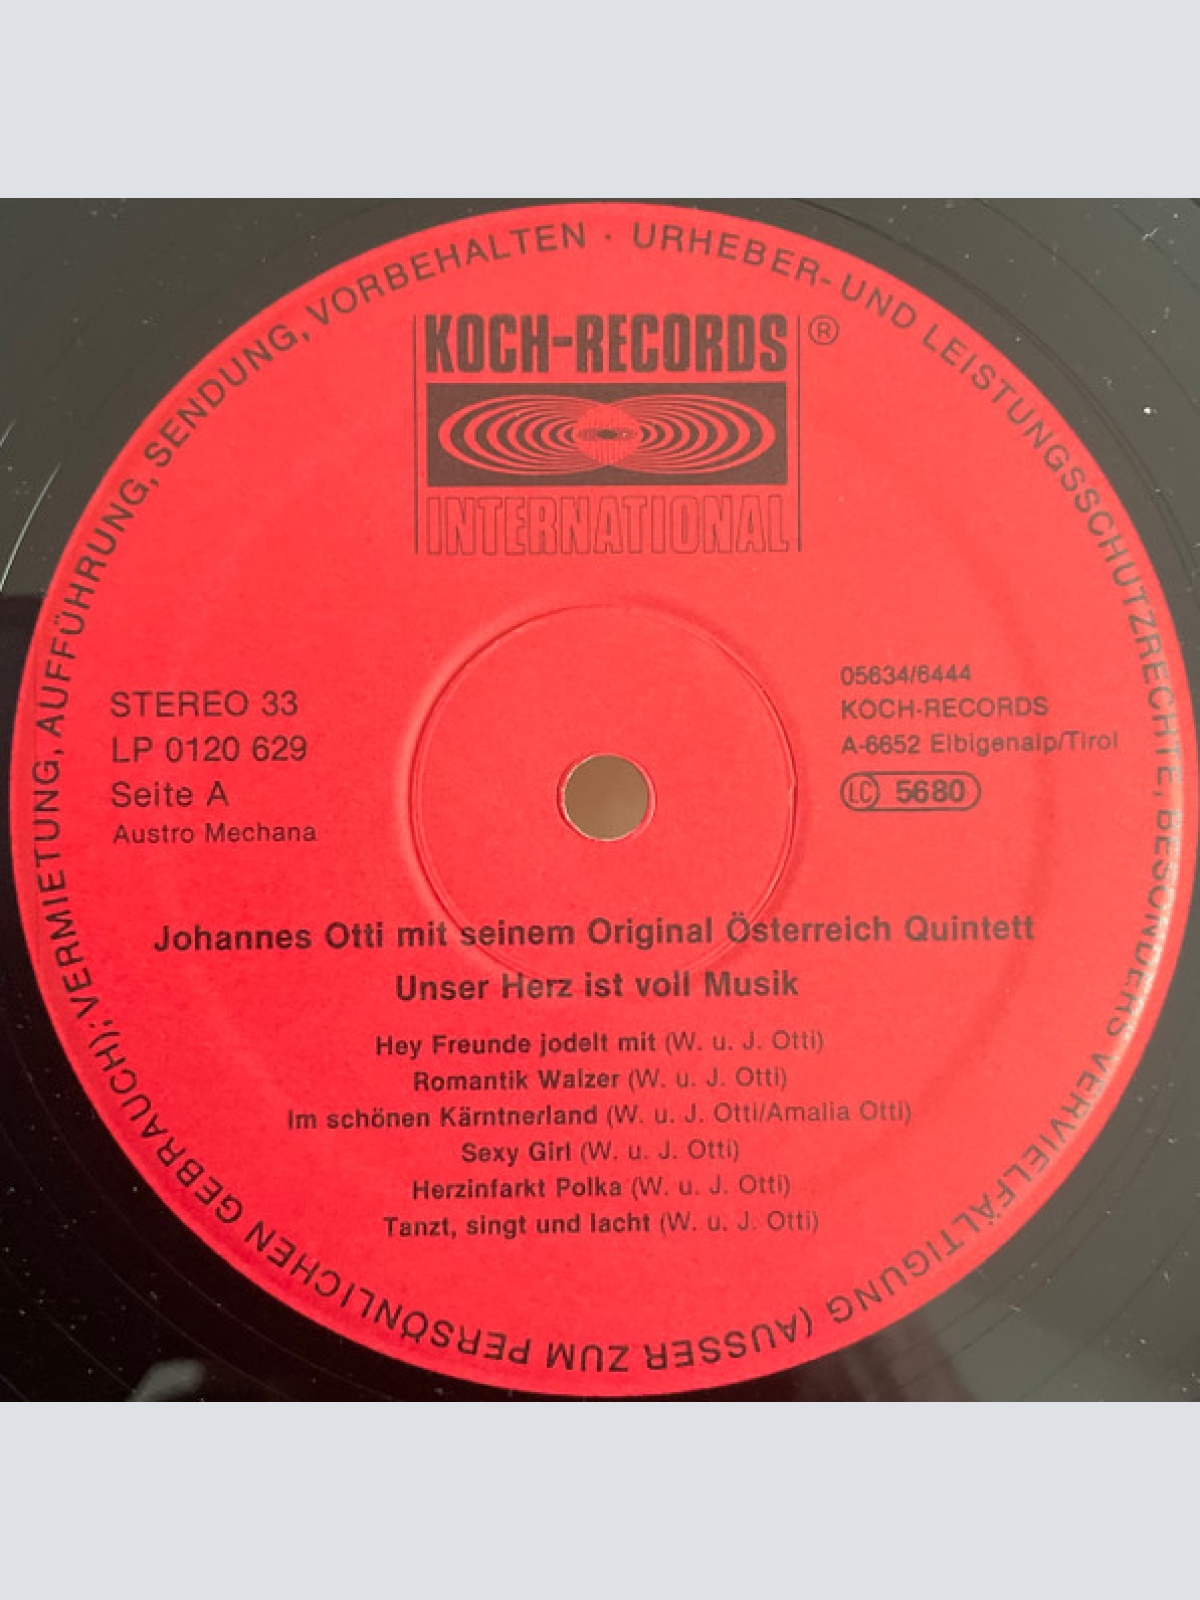 URHEBER- UND LEISTUNGSSCHUTZRECHTE, BESONDERS VERVIELFÄLTIGUNG (AUSSER ZUM PERSÖNLICHEN GEBRAUCH); VERMIETUNG, AUFFÜHRUNG, SENDUNG, VORBEHALTEN ·
KOCH-RECORDS ®
INTERNATIONAL
STEREO 33
LP 0120 629
Seite A
Austro Mechana
05634/6444
KOCH-RECORDS
A-6652 Elbigenalp/Tirol
LC 5680
Johannes Otti mit seinem Original Österreich Quintett
Unser Herz ist voll Musik
Hey Freunde jodelt mit (W. u. J. Otti)
Romantik Walzer (W. u. J. Otti)
Im schönen Kärntnerland (W. u. J. Otti/Amalia Otti)
Sexy Girl (W. u. J. Otti)
Herzinfarkt Polka (W. u. J. Otti)
Tanzt, singt und lacht (W. u. J. Otti)